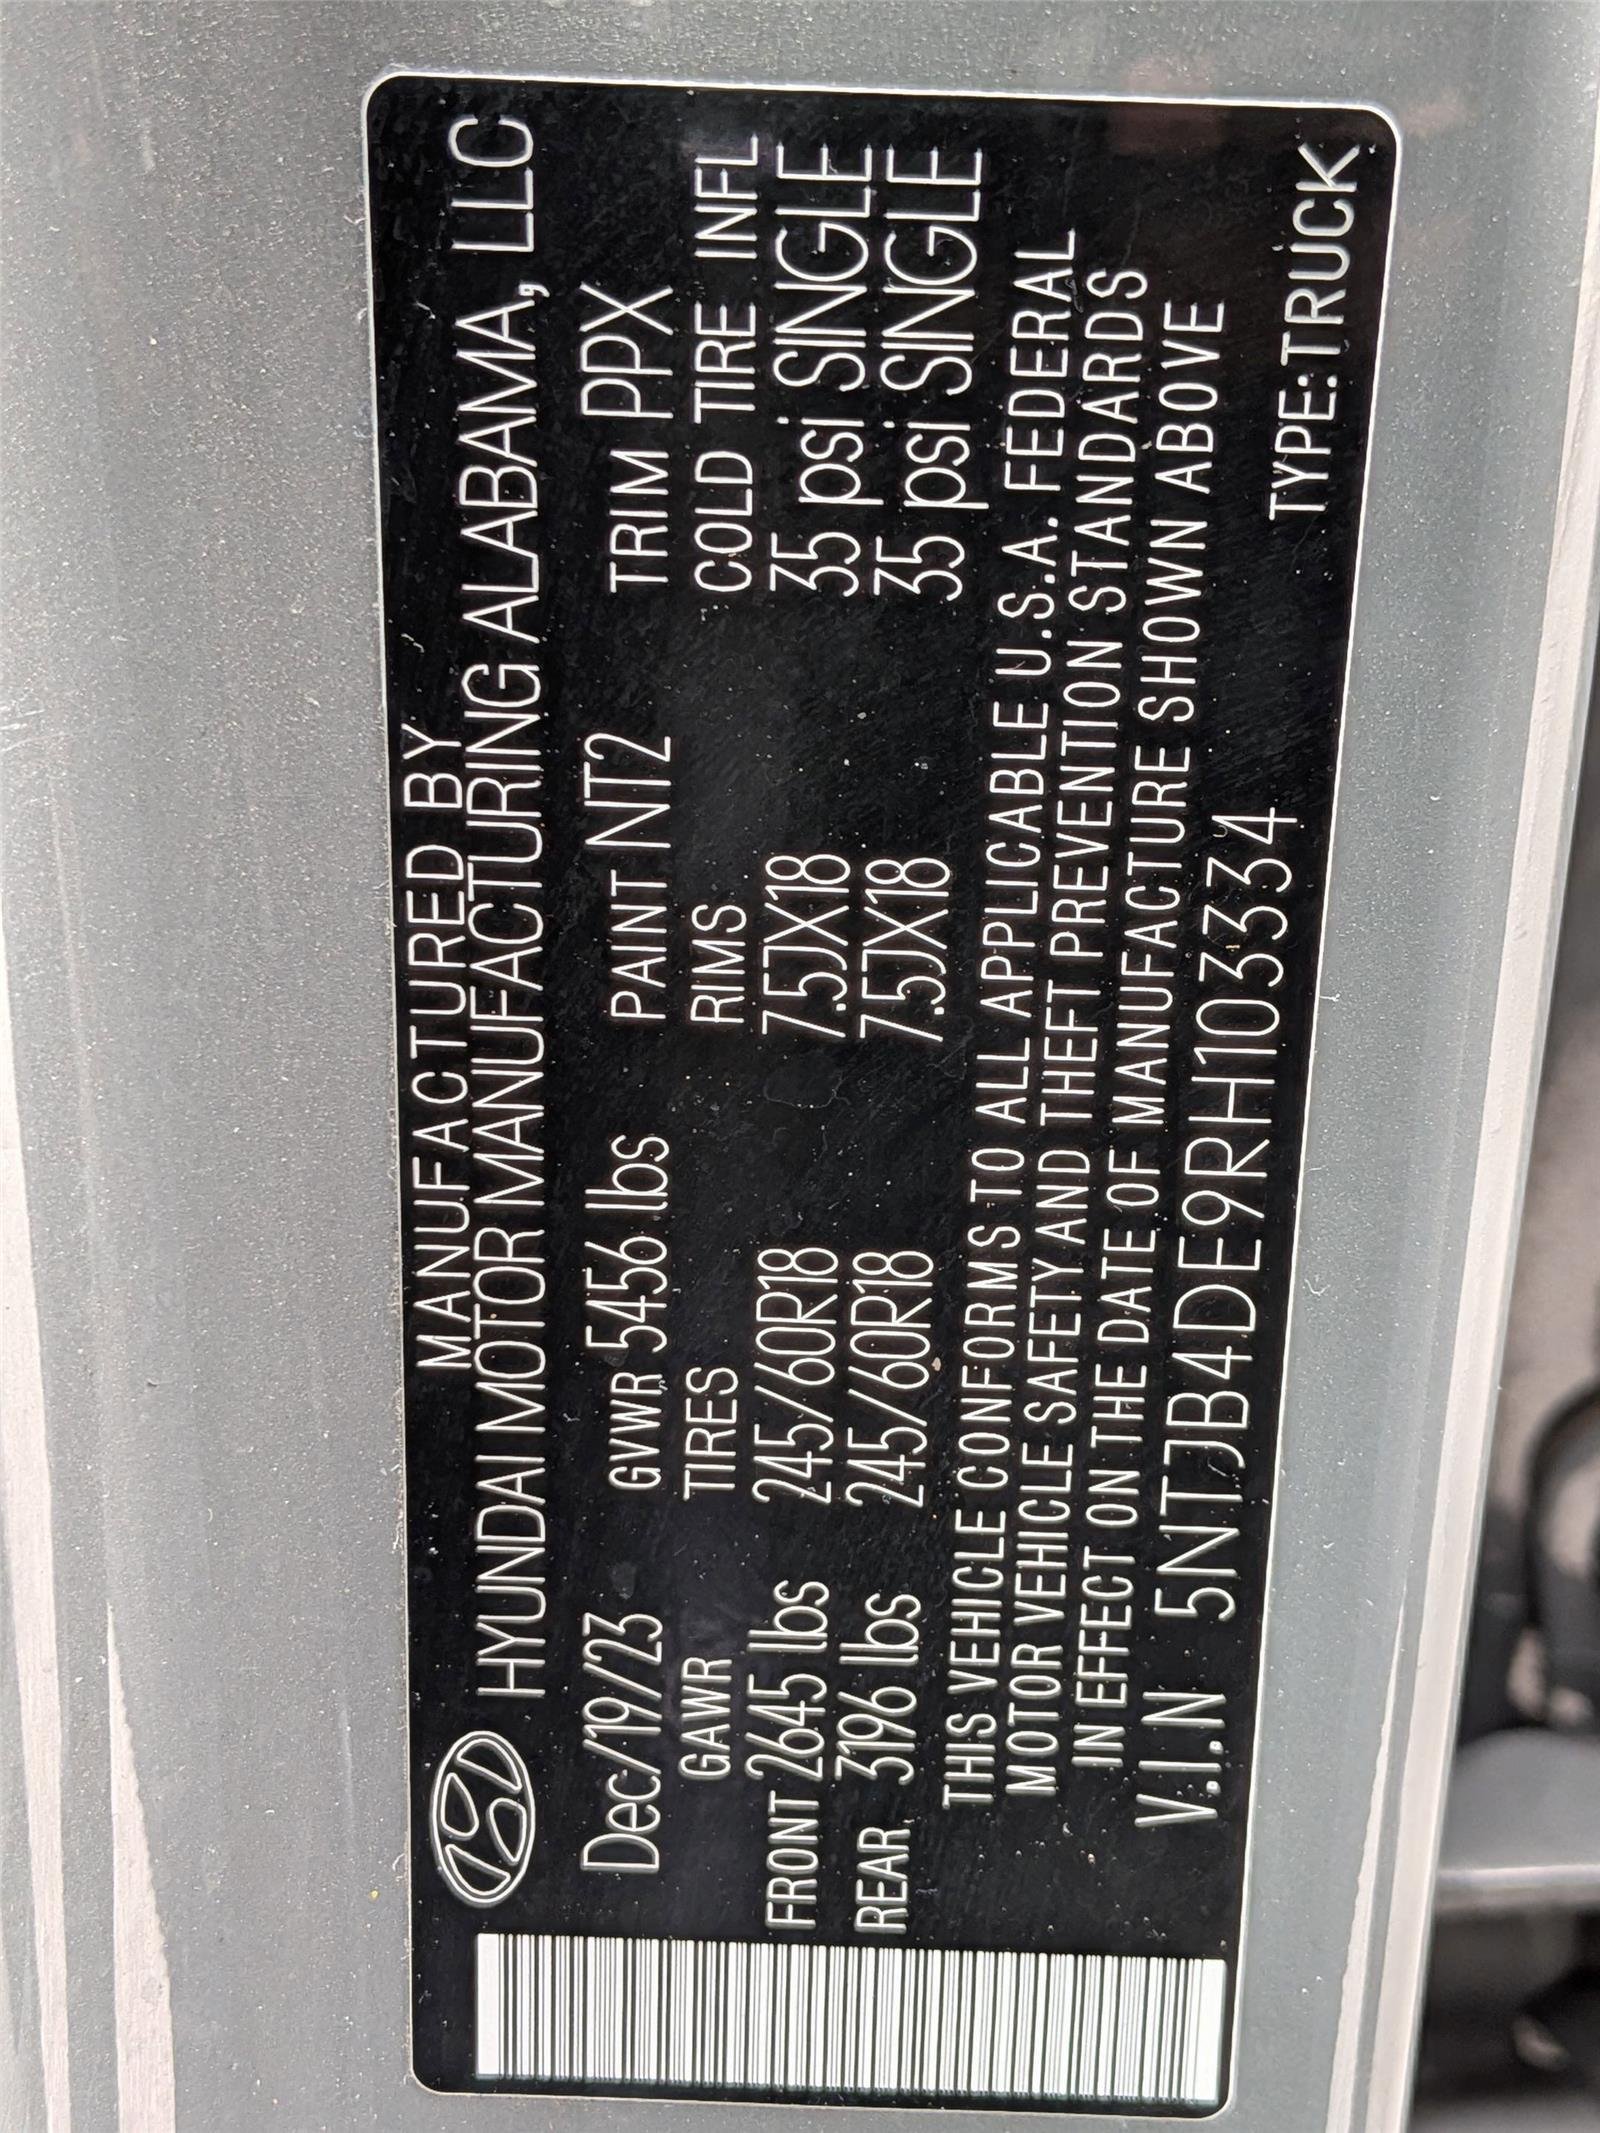 MANUFACTURED BY
HYUNDAI MOTOR MANUFACTURING ALABAMA, LLC
Dec/19/23 GVWR 5456 lbs PAINT NT2 TRIM PPX
GAWR TIRES RIMS COLD TIRE INFL
FRONT 2645 lbs 245/60R18 7.5JX18 35 psi SINGLE
REAR 3196 lbs 245/60R18 7.5JX18 35 psi SINGLE
THIS VEHICLE CONFORMS TO ALL APPLICABLE U.S.A. FEDERAL
MOTOR VEHICLE SAFETY AND THEFT PREVENTION STANDARDS
IN EFFECT ON THE DATE OF MANUFACTURE SHOWN ABOVE
V.I.N 5NTJB4DE9RH103334 TYPE:TRUCK